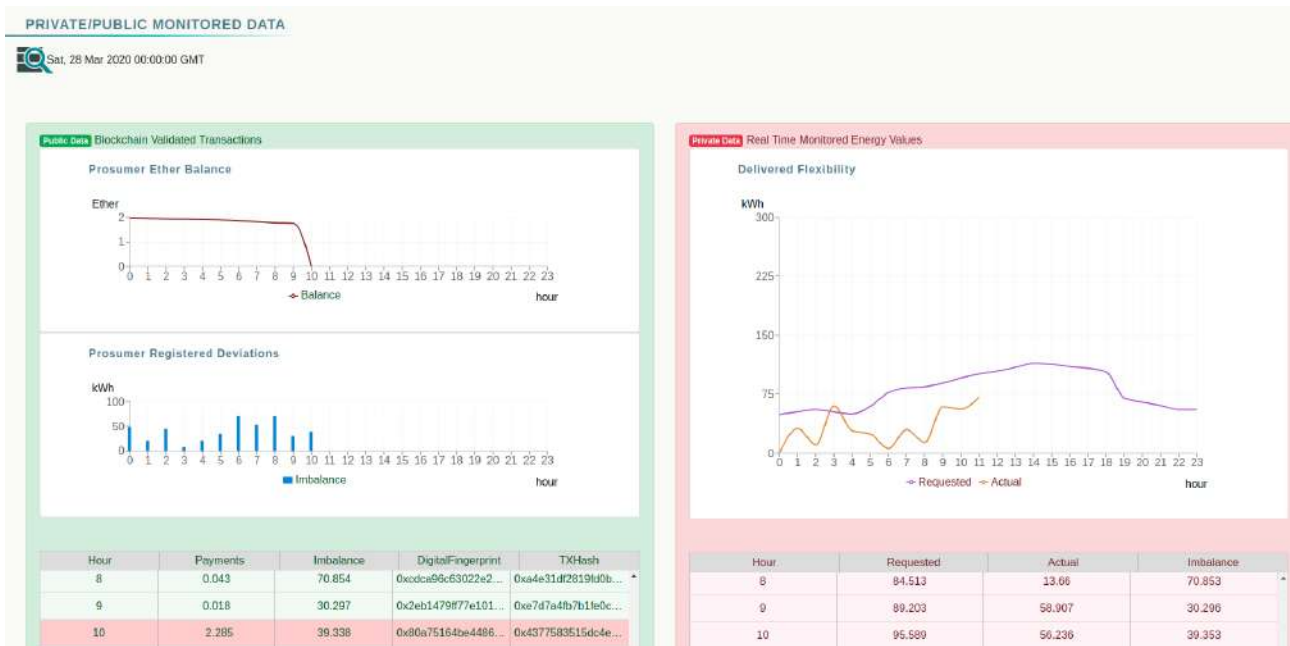 PRIVATE/PUBLIC MONITORED DATA
Sat, 28 Mar 2020 00:00:00 GMT
Public Data Blockchain Validated Transactions
Prosumer Ether Balance
Ether
2
1
0
0 1 2 3 4 5 6 7 8 9 10 11 12 13 14 15 16 17 18 19 20 21 22 23
Balance
hour
Prosumer Registered Deviations
kWh
100
50
0
0 1 2 3 4 5 6 7 8 9 10 11 12 13 14 15 16 17 18 19 20 21 22 23
Imbalance
hour
Hour Payments Imbalance DigitalFingerprint TXHash
8 0.043 70.854 0xcdca96c63022e2... 0xa4e31df2819fd0b...
9 0.018 30.297 0x2eb1479ff77e101... 0xe7d7a4fb7b1fe0c...
10 2.285 39.338 0x80a75164be4486... 0x4377583515dc4e...
Private Data Real Time Monitored Energy Values
Delivered Flexibility
kWh
300
225
150
75
0
0 1 2 3 4 5 6 7 8 9 10 11 12 13 14 15 16 17 18 19 20 21 22 23
Requested Actual
hour
Hour Requested Actual Imbalance
8 84.513 13.66 70.853
9 89.203 58.907 30.296
10 95.589 56.236 39.353